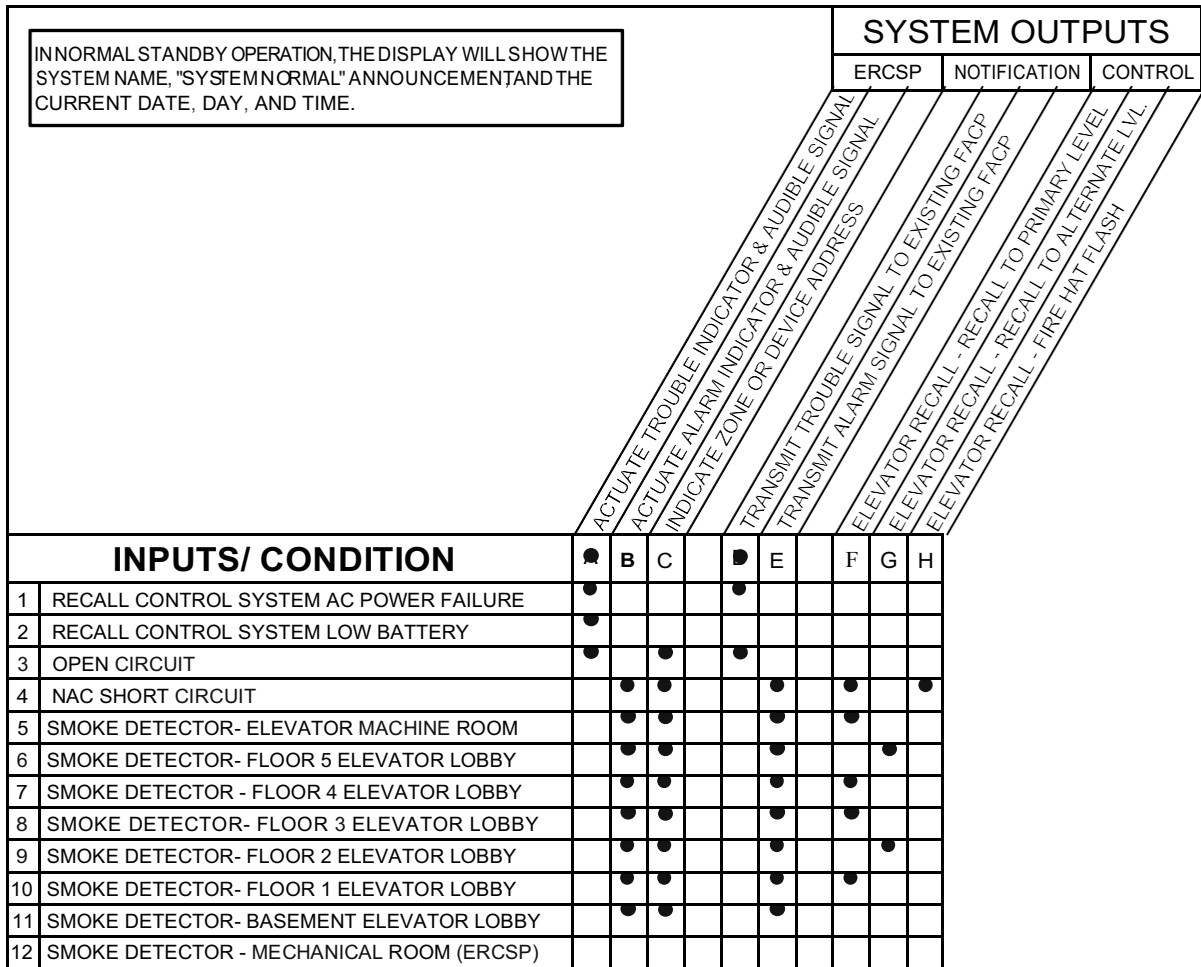 IN NORMAL STANDBY OPERATION, THE DISPLAY WILL SHOW THE
SYSTEM NAME, "SYSTEM NORMAL" ANNOUNCEMENT, AND THE
CURRENT DATE, DAY, AND TIME.
SYSTEM OUTPUTS
ERCSP NOTIFICATION CONTROL
ACTUATE TROUBLE INDICATOR & AUDIBLE SIGNAL
ACTUATE ALARM INDICATOR & AUDIBLE SIGNAL
INDICATE ZONE OR DEVICE ADDRESS
TRANSMIT TROUBLE SIGNAL TO EXISTING FACP
TRANSMIT ALARM SIGNAL TO EXISTING FACP
ELEVATOR RECALL - RECALL TO PRIMARY LEVEL
ELEVATOR RECALL - RECALL TO ALTERNATE LVL.
ELEVATOR RECALL - FIRE HAT FLASH
INPUTS/ CONDITION B C E F G H
1 RECALL CONTROL SYSTEM AC POWER FAILURE
2 RECALL CONTROL SYSTEM LOW BATTERY
3 OPEN CIRCUIT
4 NAC SHORT CIRCUIT
5 SMOKE DETECTOR- ELEVATOR MACHINE ROOM
6 SMOKE DETECTOR- FLOOR 5 ELEVATOR LOBBY
7 SMOKE DETECTOR - FLOOR 4 ELEVATOR LOBBY
8 SMOKE DETECTOR- FLOOR 3 ELEVATOR LOBBY
9 SMOKE DETECTOR- FLOOR 2 ELEVATOR LOBBY
10 SMOKE DETECTOR- FLOOR 1 ELEVATOR LOBBY
11 SMOKE DETECTOR- BASEMENT ELEVATOR LOBBY
12 SMOKE DETECTOR - MECHANICAL ROOM (ERCSP)